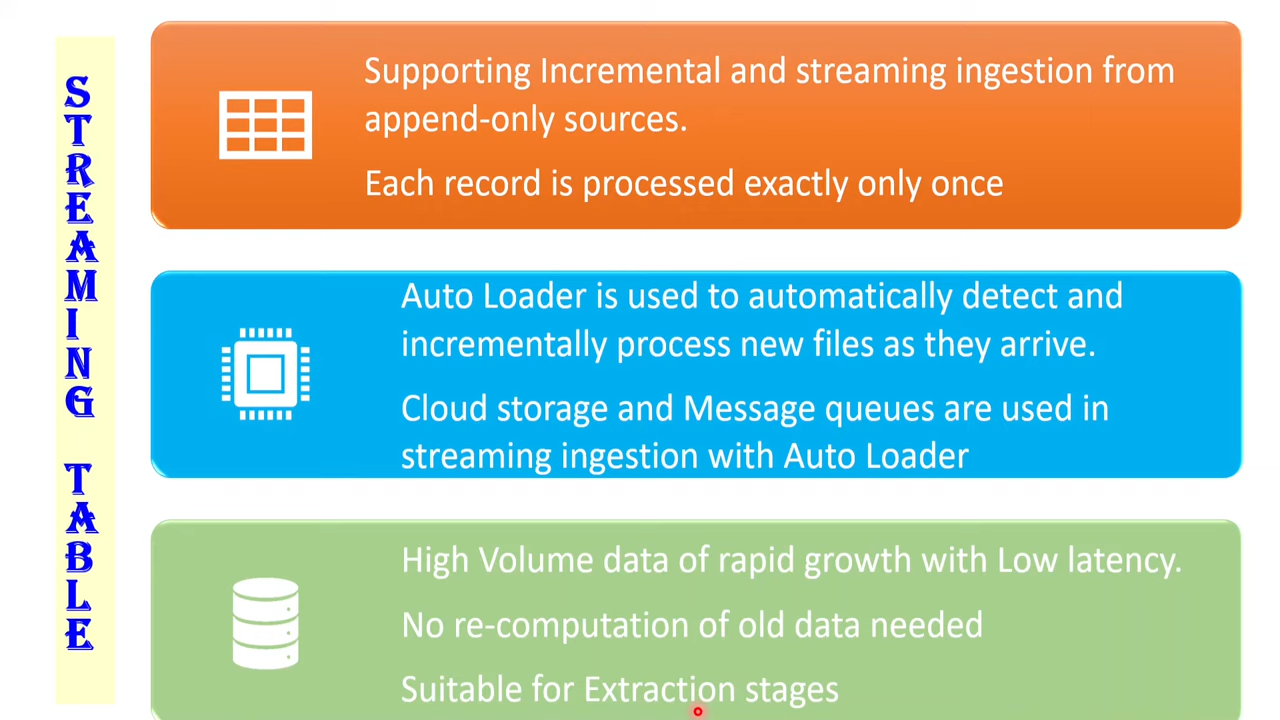 STREAMING TABLE
Supporting Incremental and streaming ingestion from
append-only sources.
Each record is processed exactly only once
Auto Loader is used to automatically detect and
incrementally process new files as they arrive.
Cloud storage and Message queues are used in
streaming ingestion with Auto Loader
High Volume data of rapid growth with Low latency.
No re-computation of old data needed
Suitable for Extraction stages